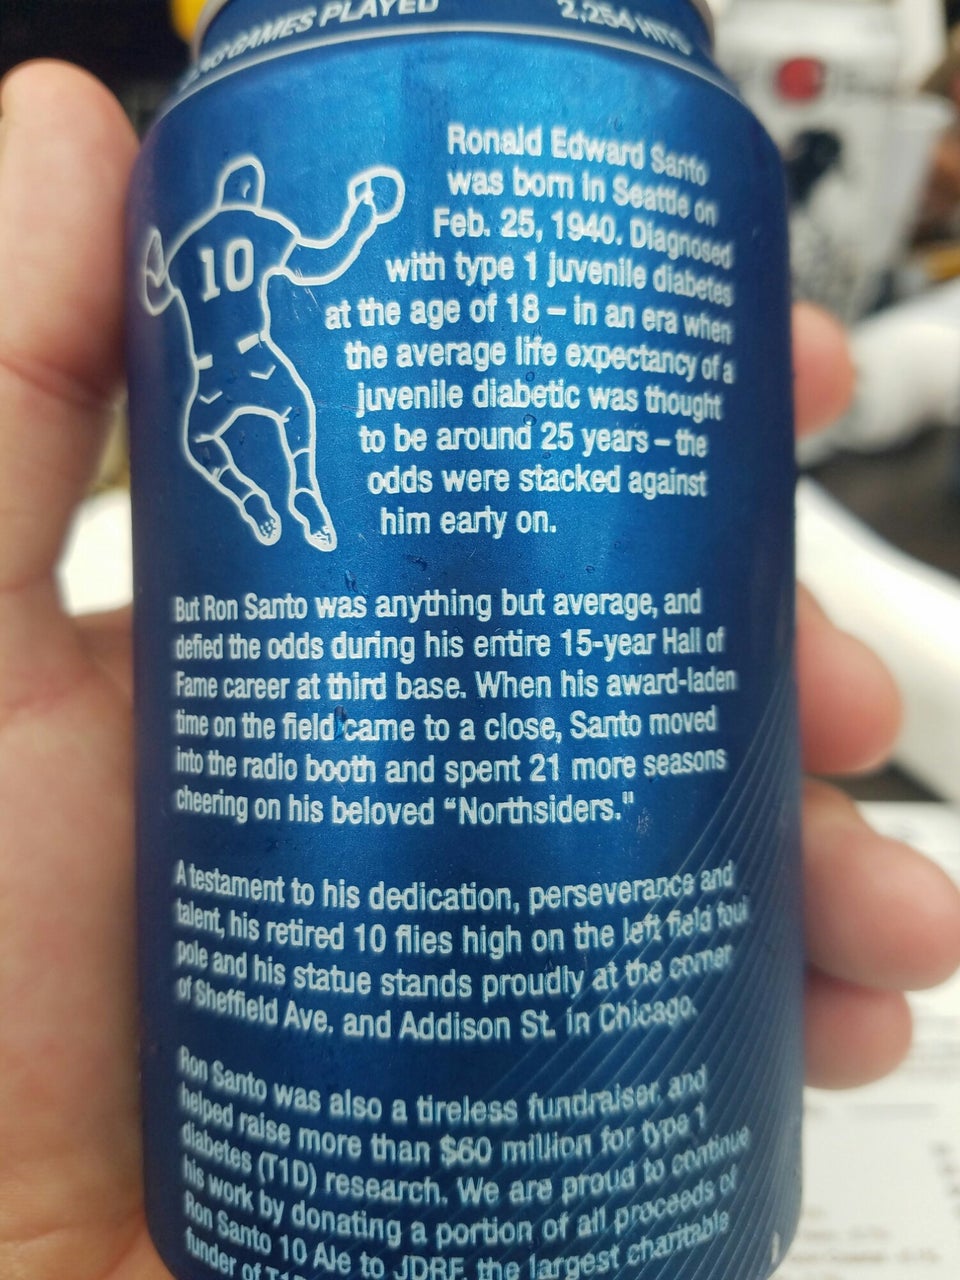 GAMES PLAYED
2,254 HITS
10
Ronald Edward Santo
was born in Seattle on
Feb. 25, 1940. Diagnosed
with type 1 juvenile diabetes
at the age of 18 – in an era when
the average life expectancy of a
juvenile diabetic was thought
to be around 25 years – the
odds were stacked against
him early on.
But Ron Santo was anything but average, and
defied the odds during his entire 15-year Hall of
Fame career at third base. When his award-laden
time on the field came to a close, Santo moved
into the radio booth and spent 21 more seasons
cheering on his beloved “Northsiders."
A testament to his dedication, perseverance and
talent, his retired 10 flies high on the left field foul
pole and his statue stands proudly at the corner
of Sheffield Ave. and Addison St. in Chicago.
Ron Santo was also a tireless fundraiser, and
helped raise more than $60 million for type 1
diabetes (T1D) research. We are proud to continue
his work by donating a portion of all proceeds of
Ron Santo 10 Ale to JDRF, the largest charitable
funder of